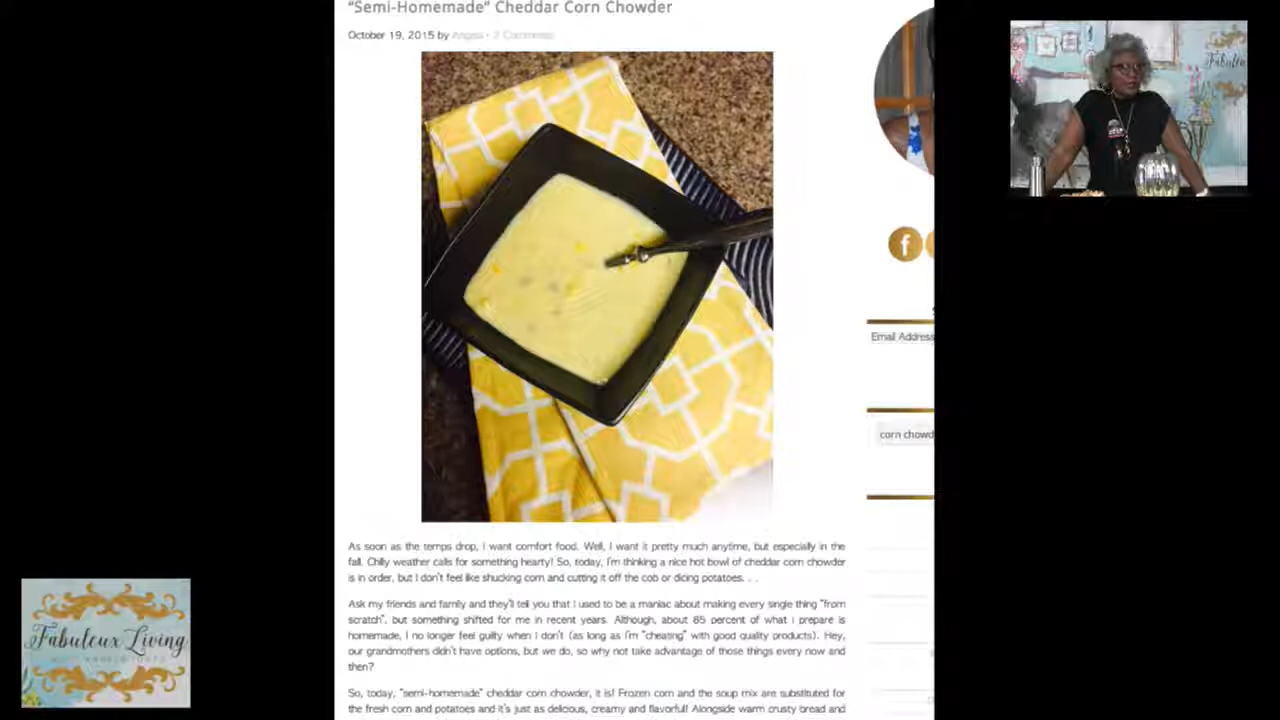 "Semi-Homemade" Cheddar Corn Chowder
October 19, 2015 by Angela • 2 Comments
As soon as the temps drop, I want comfort food. Well, I want it pretty much anytime, but especially in the
fall. Chilly weather calls for something hearty! So, today, I'm thinking a nice hot bowl of cheddar corn chowder
is in order, but I don't feel like shucking corn and cutting it off the cob or dicing potatoes. . .
Ask my friends and family and they'll tell you that I used to be a maniac about making every single thing "from
scratch", but something shifted for me in recent years. Although, about 85 percent of what I prepare is
homemade, I no longer feel guilty when I don't (as long as I'm "cheating" with good quality products). Hey,
our grandmothers didn't have options, but we do, so why not take advantage of those things every now and
then?
So, today, "semi-homemade" cheddar corn chowder, it is! Frozen corn and the soup mix are substituted for
the fresh corn and potatoes and it's just as delicious, creamy and flavorful! Alongside warm crusty bread and
f
Email Address
corn chowd
Fabuleu
Fabuleux Living